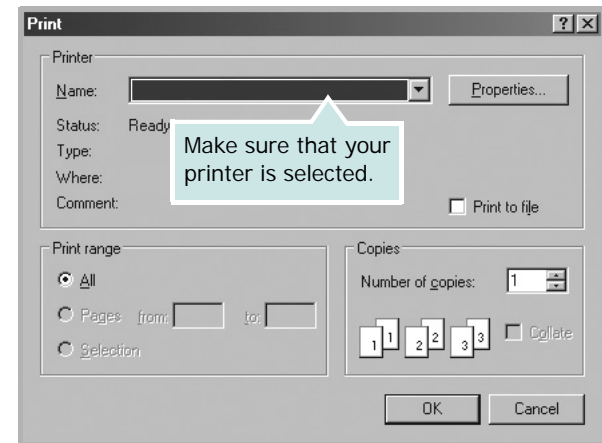 Print
Printer
Name:
Properties...
Status: Ready
Type:
Where:
Comment:
Make sure that your
printer is selected.
Print to file
Print range
All
Pages from: to:
Selection
Copies
Number of copies: 1
1 1 2 2 3 3
Collate
OK Cancel